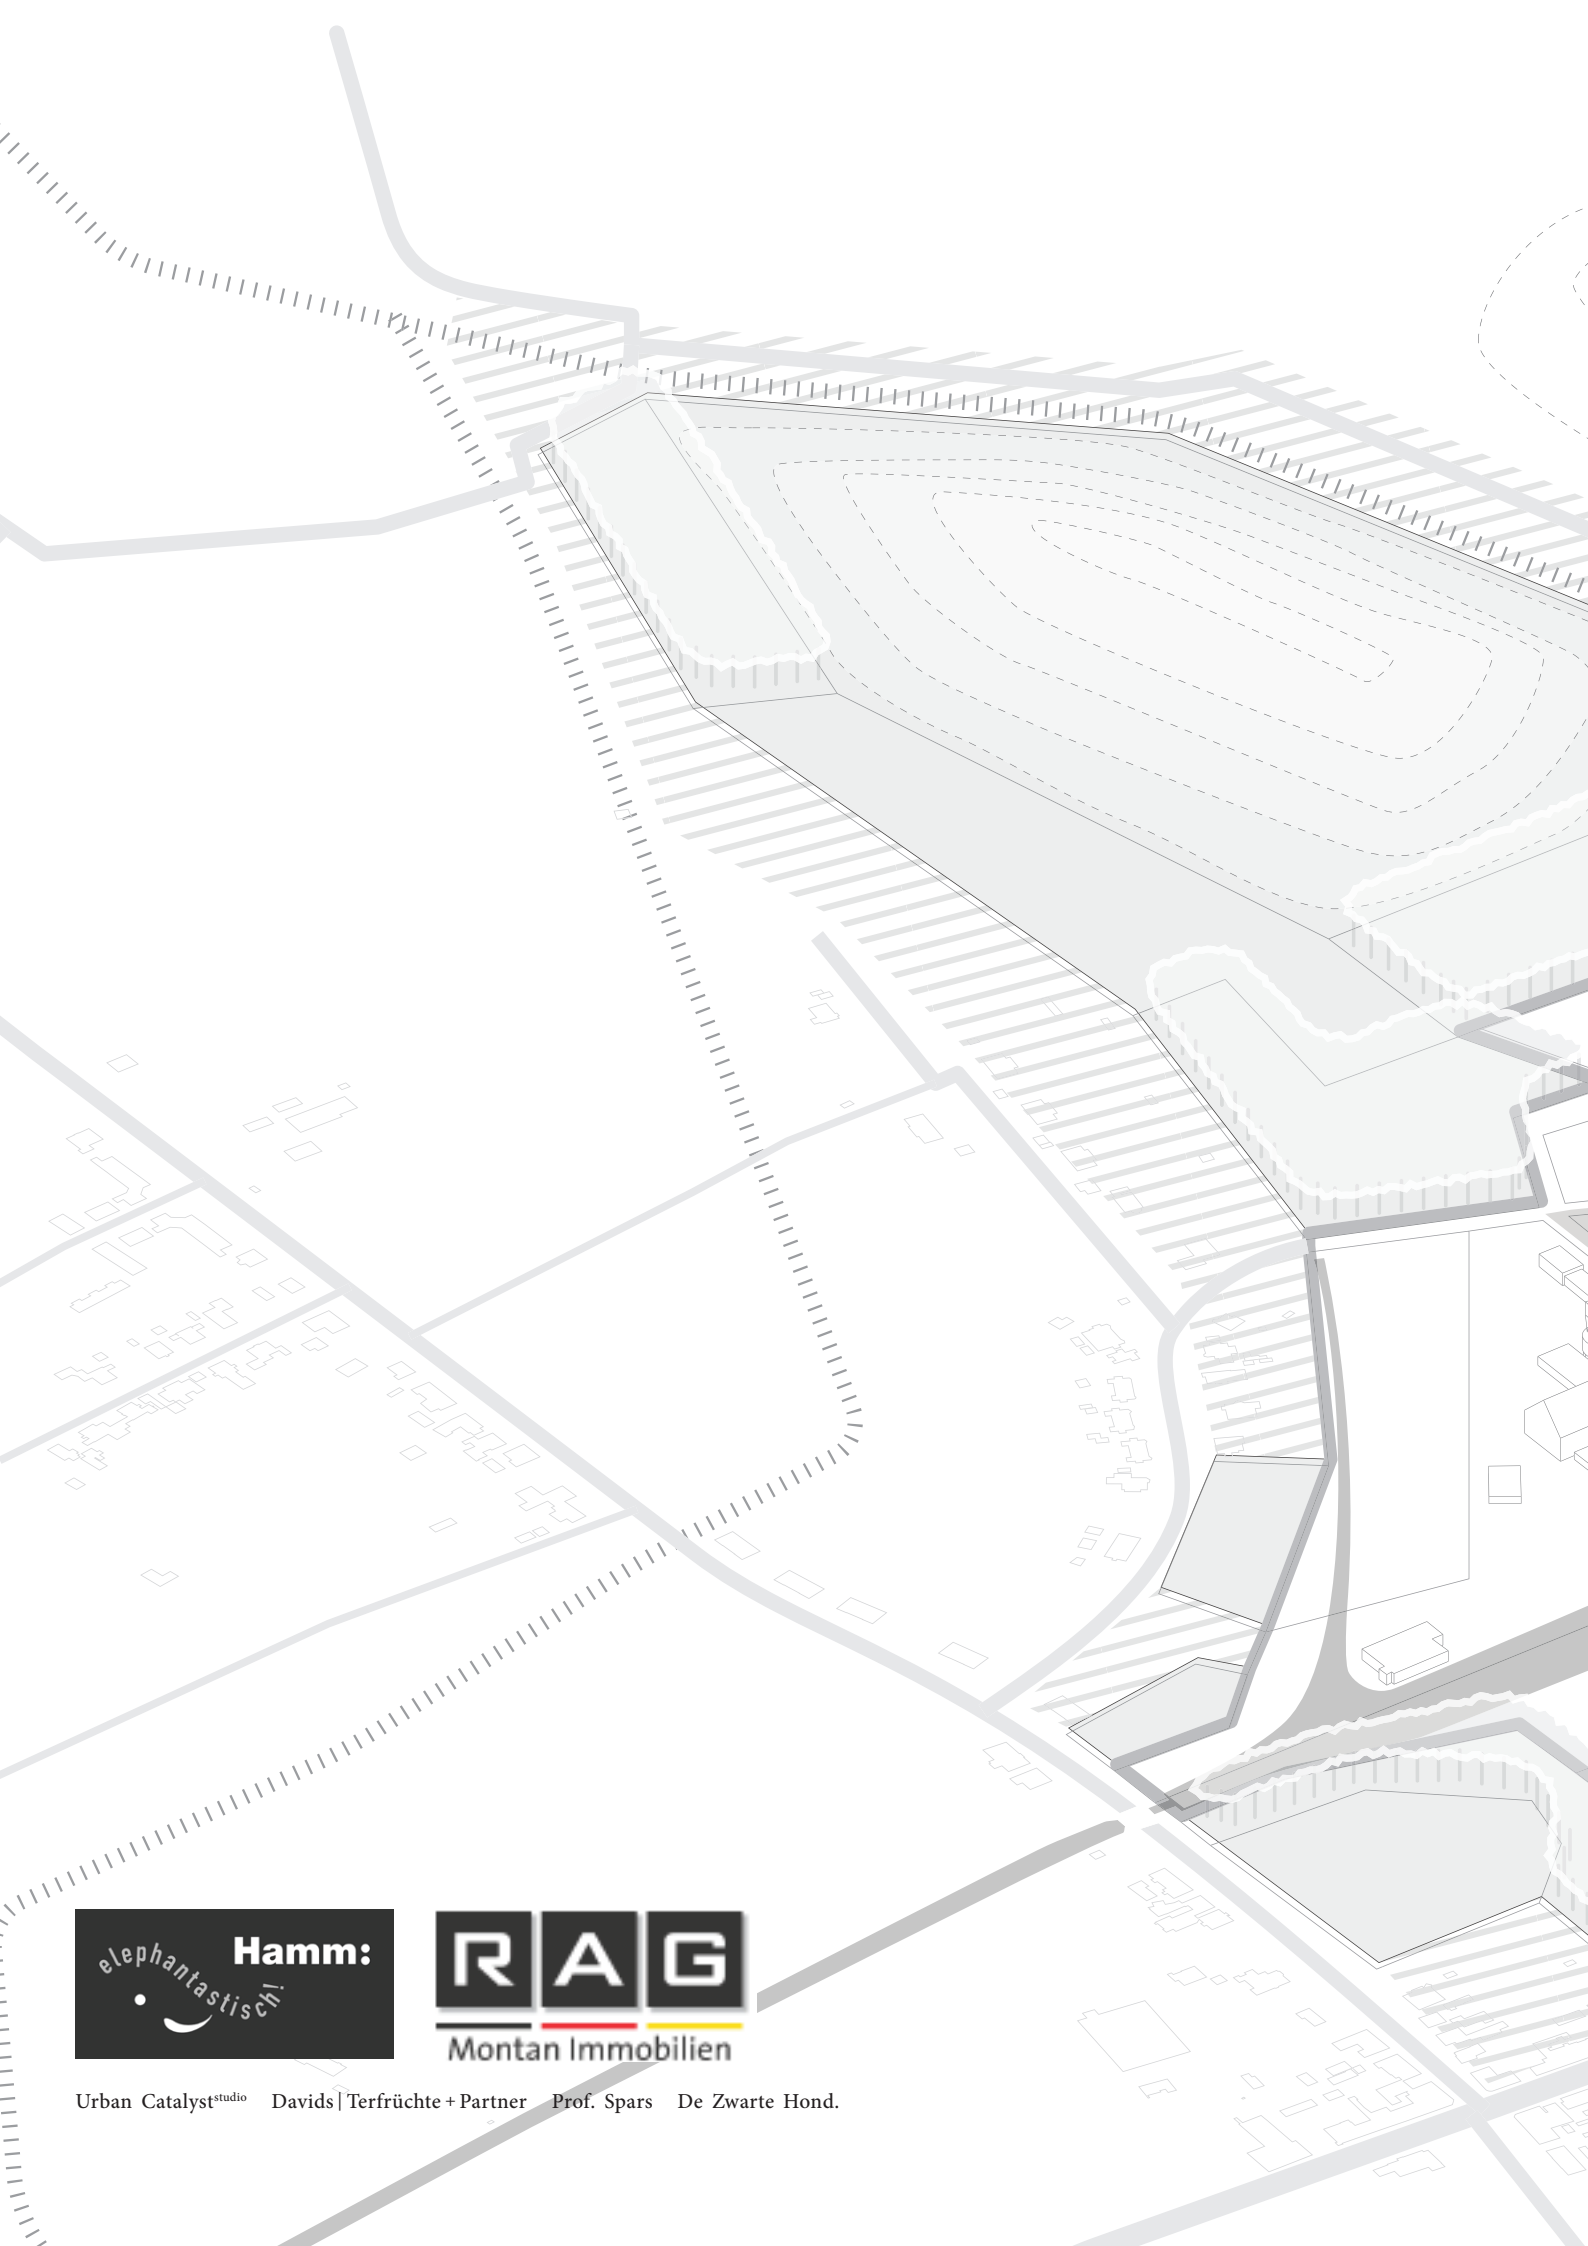 Hamm:
elephantastisch!
RAG
Montan Immobilien
Urban Catalyststudio Davids | Terfrüchte + Partner Prof. Spars De Zwarte Hond.